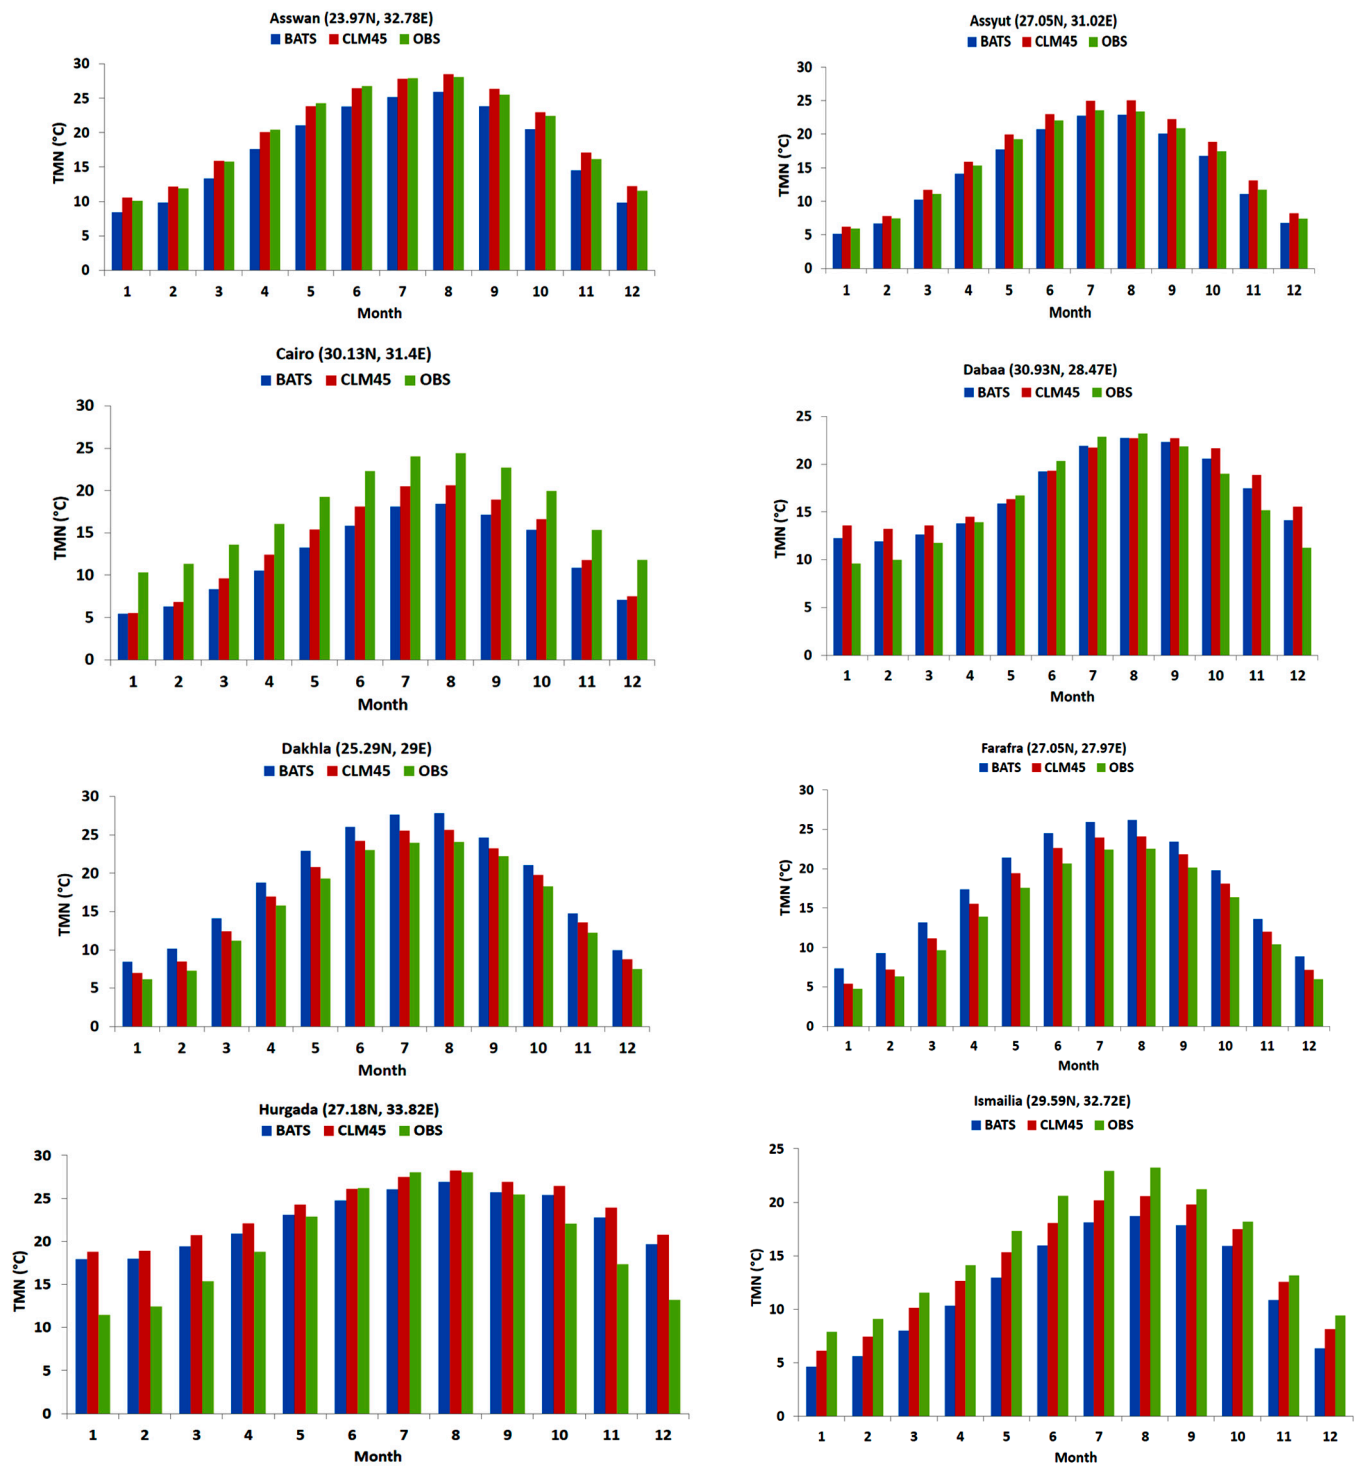 Asswan (23.97N, 32.78E)
BATS CLM45 OBS
30
25
20
15
10
5
0
TMN (°C)
1 2 3 4 5 6 7 8 9 10 11 12
Month
Assyut (27.05N, 31.02E)
BATS CLM45 OBS
30
25
20
15
10
5
0
TMN (°C)
1 2 3 4 5 6 7 8 9 10 11 12
Month
Cairo (30.13N, 31.4E)
BATS CLM45 OBS
30
25
20
15
10
5
0
TMN (°C)
1 2 3 4 5 6 7 8 9 10 11 12
Month
Dabaa (30.93N, 28.47E)
BATS CLM45 OBS
25
20
15
10
5
0
TMN (°C)
1 2 3 4 5 6 7 8 9 10 11 12
Month
Dakhla (25.29N, 29E)
BATS CLM45 OBS
30
25
20
15
10
5
0
TMN (°C)
1 2 3 4 5 6 7 8 9 10 11 12
Month
Farafra (27.05N, 27.97E)
BATS CLM45 OBS
30
25
20
15
10
5
0
TMN (°C)
1 2 3 4 5 6 7 8 9 10 11 12
Month
Hurgada (27.18N, 33.82E)
BATS CLM45 OBS
30
25
20
15
10
5
0
TMN (°C)
1 2 3 4 5 6 7 8 9 10 11 12
Month
Ismailia (29.59N, 32.72E)
BATS CLM45 OBS
25
20
15
10
5
0
TMN (°C)
1 2 3 4 5 6 7 8 9 10 11 12
Month